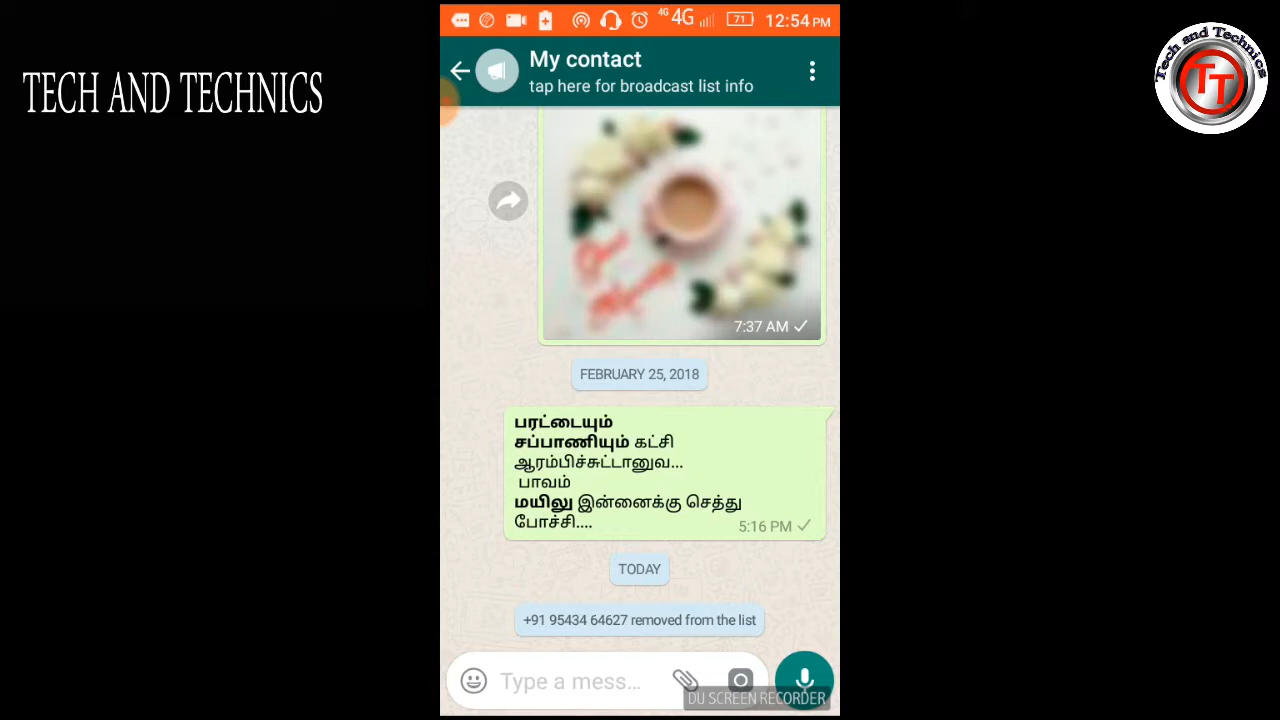 4G 4G 71 12:54 PM
TECH AND TECHNICS
Tech and Technics
TT
My contact
tap here for broadcast list info
7:37 AM
FEBRUARY 25, 2018
பரட்டையும்
சப்பாணியும் கட்சி
ஆரம்பிச்சுட்டானுவ...
பாவம்
மயிலு இன்னைக்கு செத்து
போச்சி....
5:16 PM
TODAY
+91 95434 64627 removed from the list
Type a mess...
DU SCREEN RECORDER